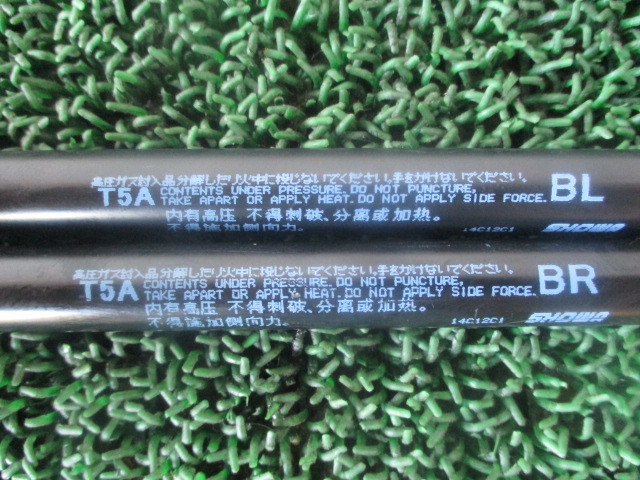 高圧ガス封入品分解したり火中に投じないでください。手をかけないでください。
T5A CONTENTS UNDER PRESSURE. DO NOT PUNCTURE, BL
TAKE APART OR APPLY HEAT. DO NOT APPLY SIDE FORCE.
内有高压 不得刺破、分离或加热。
不得施加侧向力。 14C12C1 SHOWA
高圧ガス封入品分解したり火中に投じないでください。手をかけないでください。
T5A CONTENTS UNDER PRESSURE. DO NOT PUNCTURE, BR
TAKE APART OR APPLY HEAT. DO NOT APPLY SIDE FORCE.
内有高压 不得刺破、分离或加热。
不得施加侧向力。 14C12C1 SHOWA